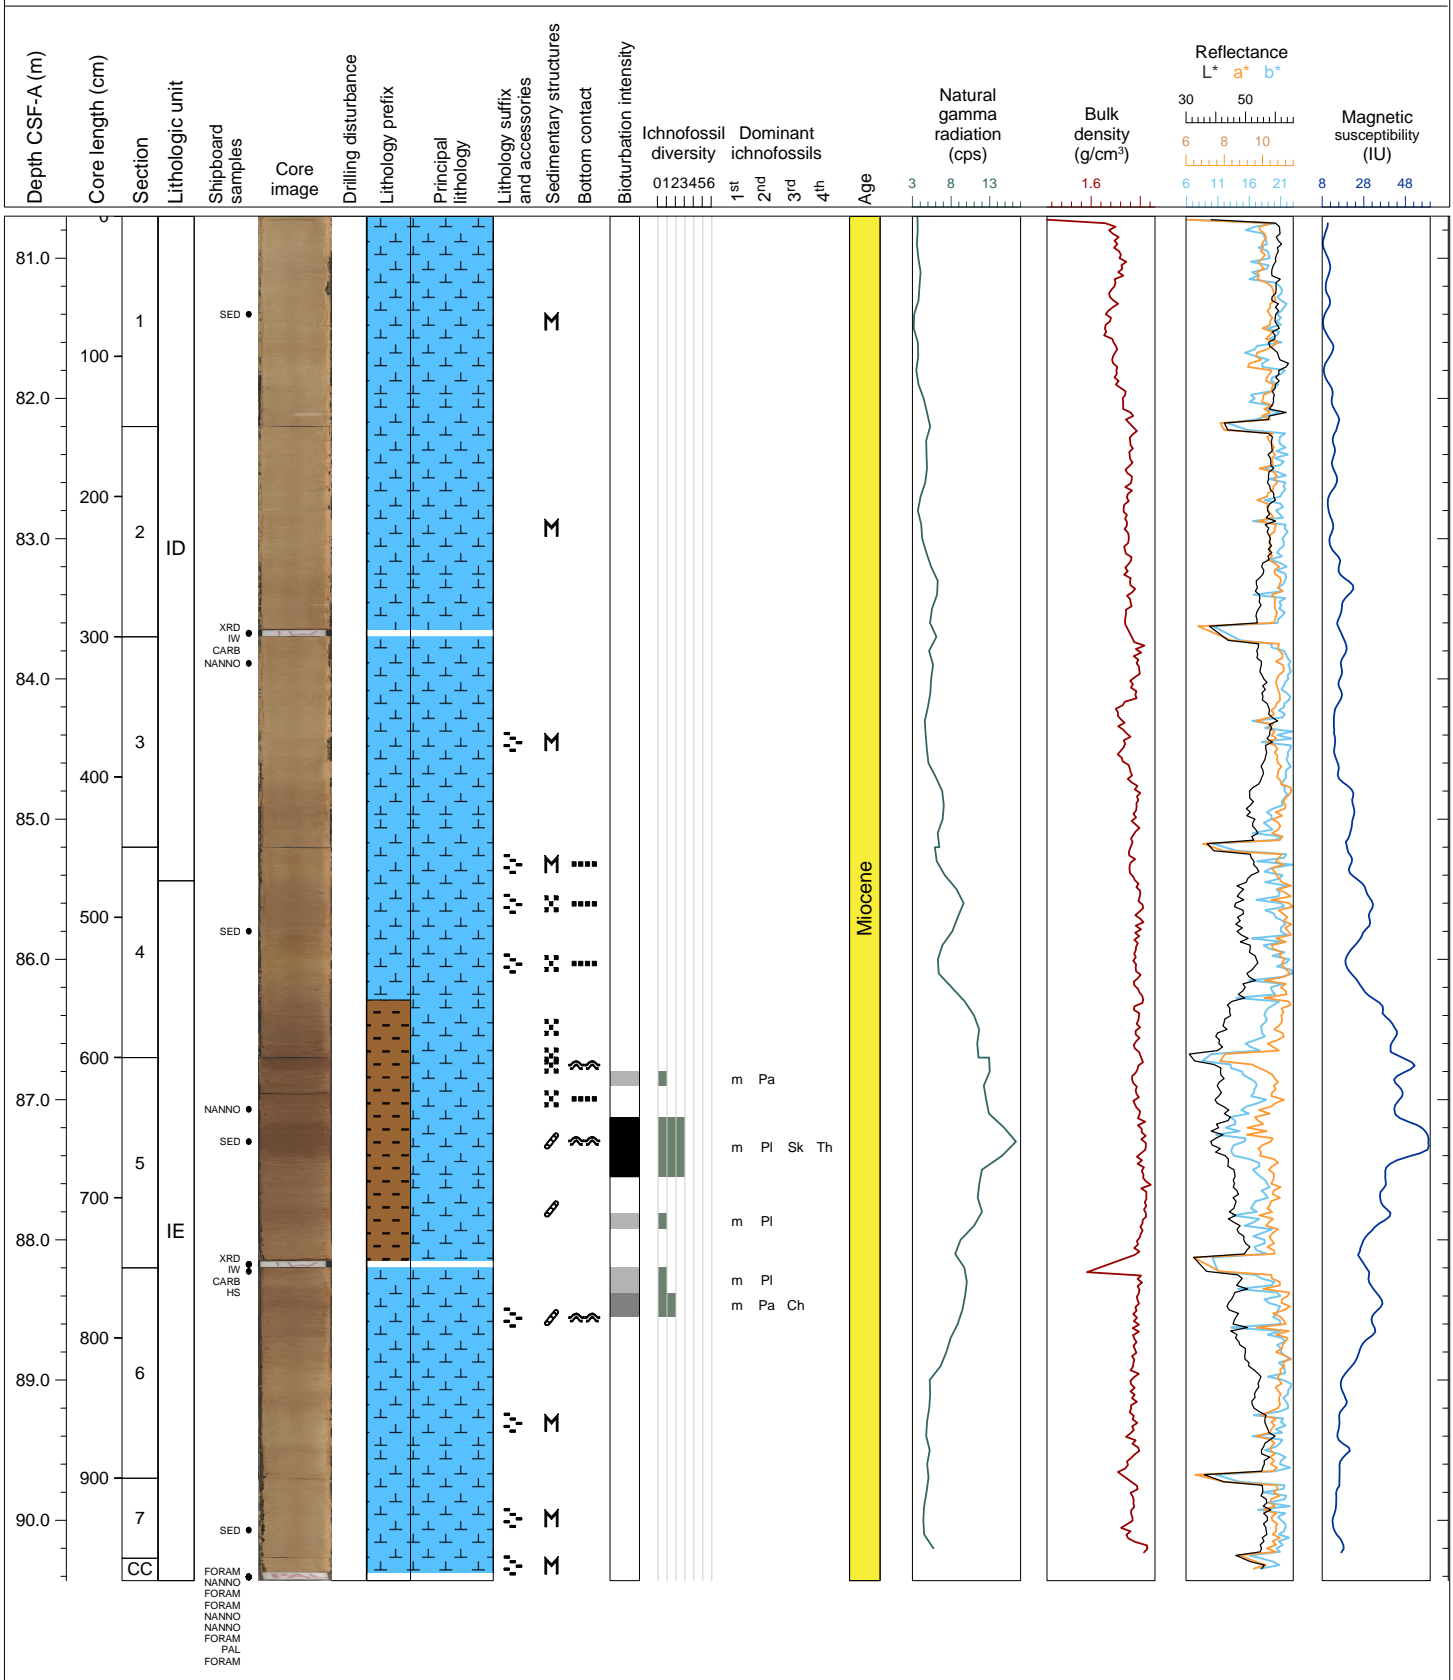 Depth CSF-A (m)
Core length (cm)
Section
Lithologic unit
Shipboard
samples
Core
image
Drilling disturbance
Lithology prefix
Principal
lithology
Lithology suffix
and accessories
Sedimentary structures
Bottom contact
Bioturbation intensity
Ichnofossil
diversity
0123456
Dominant
ichnofossils
1st 2nd 3rd 4th
Age
Natural
gamma
radiation
(cps)
3 8 13
Bulk
density
(g/cm³)
1.6
Reflectance
L* a* b*
30 50
6 8 10
6 11 16 21
Magnetic
susceptibility
(IU)
8 28 48
0
81.0
SED
1
M
100
82.0
200
2
M
83.0
ID
XRD
300
IW
CARB
NANNO
84.0
3
M
400
85.0
M
Miocene
500
SED
4
86.0
600
m Pa
87.0
NANNO
SED
m Pl Sk Th
5
700
m Pl
IE
88.0
XRD
IW
CARB
HS
m Pl
m Pa Ch
800
6
89.0
M
900
7
M
90.0
SED
CC
M
FORAM
NANNO
FORAM
FORAM
NANNO
NANNO
FORAM
PAL
FORAM